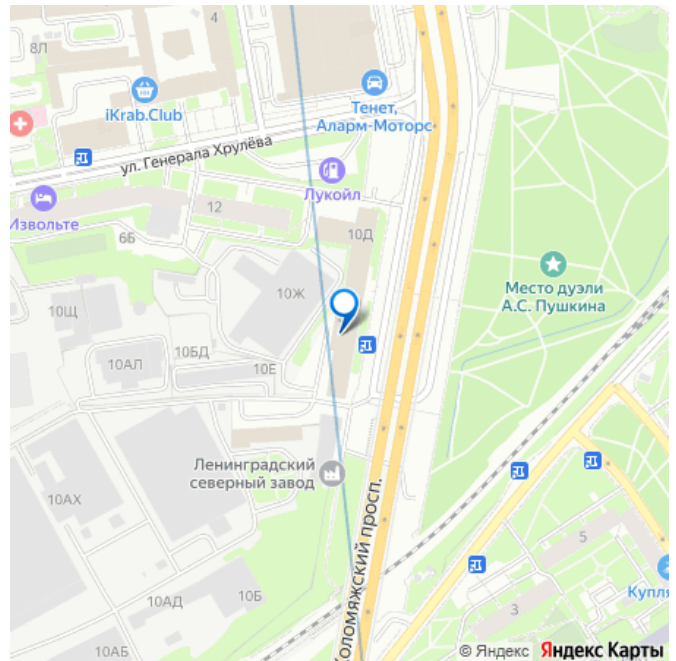 4
8Л
iKrab.Club
Тенет,
Аларм-Моторс
ул. Генерала Хрулёва
Лукойл
Извольте
12
6Б
10Д
10Ж
Место дуэли
А.С. Пушкина
10Щ
10БД
10АЛ
10Е
Ленинградский
северный завод
10АХ
Коломяжский просп.
5
10Б
10АД
Купля
3
10АБ
© Яндекс Яндекс Карты